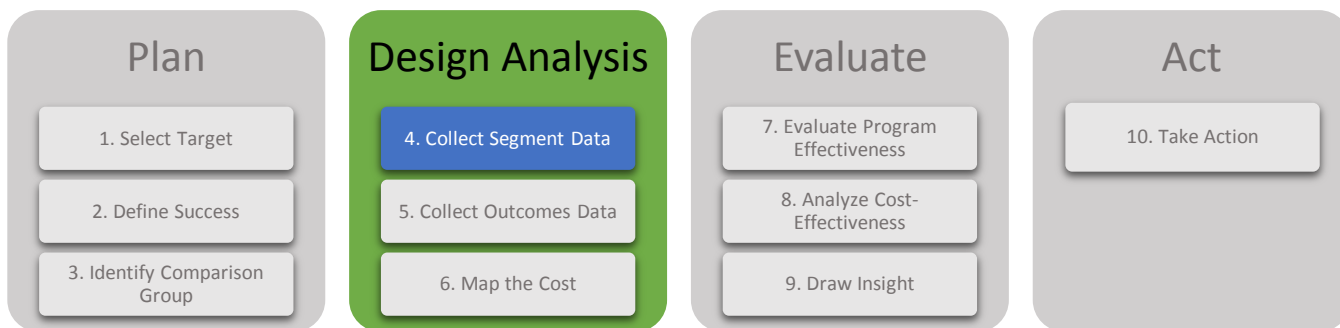 Plan
1. Select Target
2. Define Success
3. Identify Comparison
Group
Design Analysis
4. Collect Segment Data
5. Collect Outcomes Data
6. Map the Cost
Evaluate
7. Evaluate Program
Effectiveness
8. Analyze Cost-
Effectiveness
9. Draw Insight
Act
10. Take Action